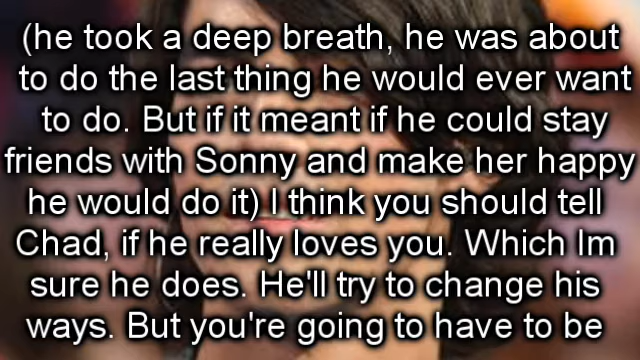 (he took a deep breath, he was about
to do the last thing he would ever want
to do. But if it meant if he could stay
friends with Sonny and make her happy
he would do it) I think you should tell
Chad, if he really loves you. Which Im
sure he does. He'll try to change his
ways. But you're going to have to be